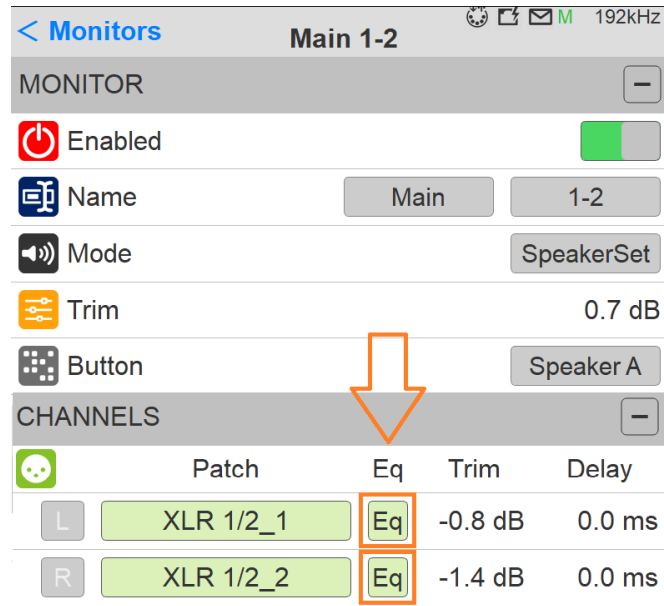 < Monitors Main 1-2 M 192kHz
MONITOR
Enabled
Name Main 1-2
Mode SpeakerSet
Trim 0.7 dB
Button Speaker A
CHANNELS
Patch Eq Trim Delay
L XLR 1/2_1 Eq -0.8 dB 0.0 ms
R XLR 1/2_2 Eq -1.4 dB 0.0 ms